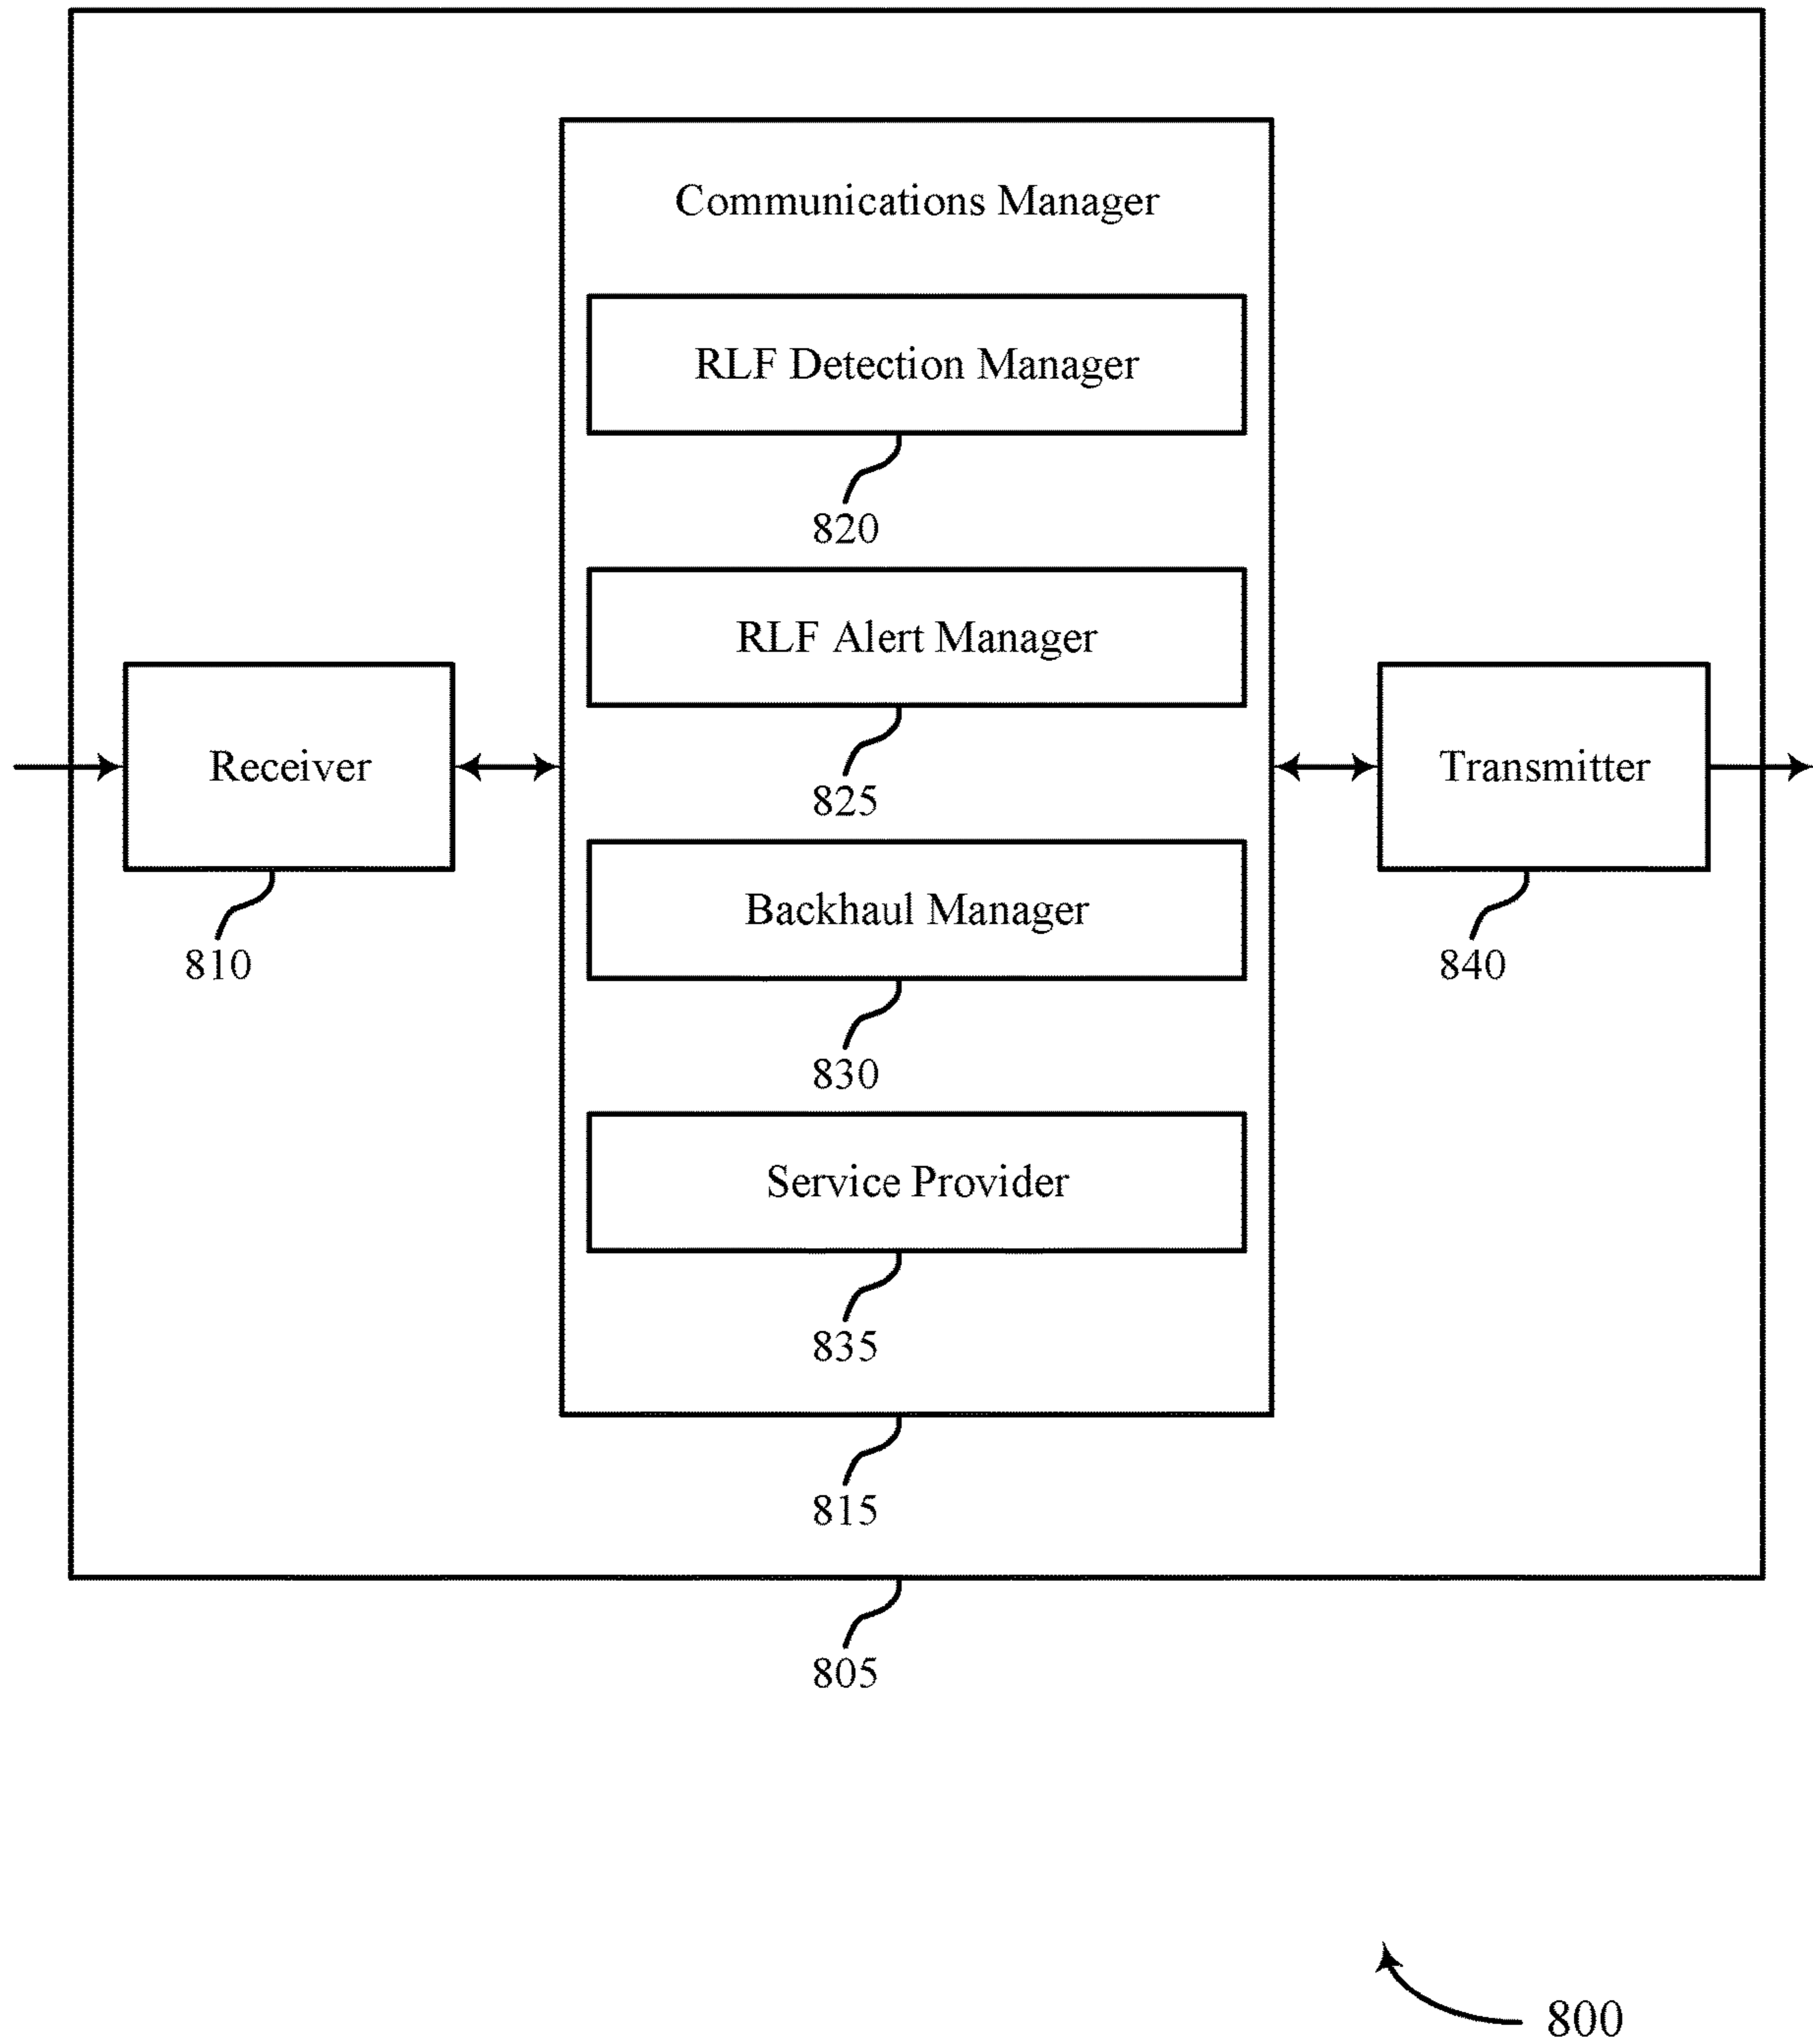 Communications Manager
RLF Detection Manager
820
RLF Alert Manager
825
Receiver
810
Transmitter
840
Backhaul Manager
830
Service Provider
835
815
805
800